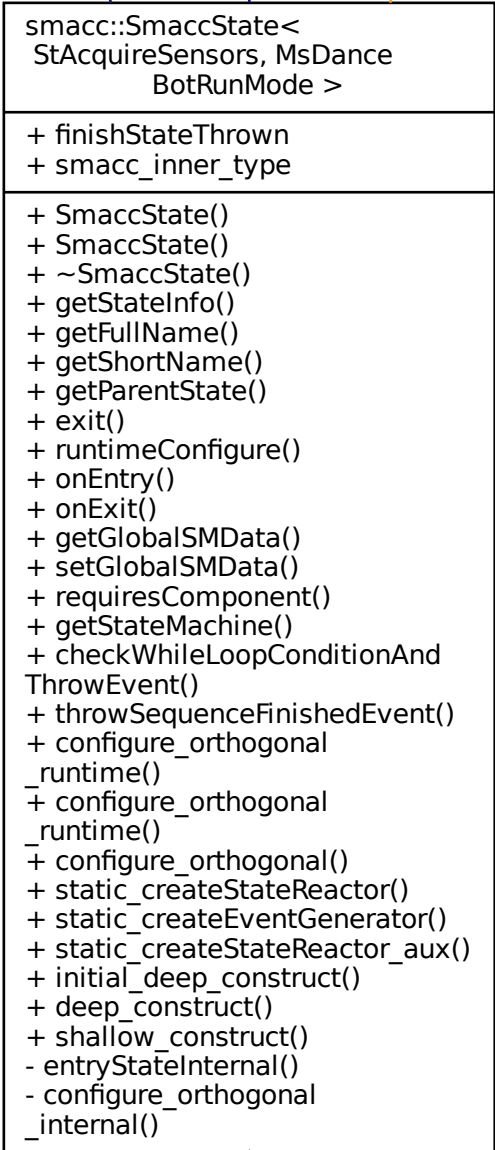 smacc::SmaccState<
StAcquireSensors, MsDance
BotRunMode >
+ finishStateThrown
+ smacc_inner_type
+ SmaccState()
+ SmaccState()
+ ~SmaccState()
+ getStateInfo()
+ getFullName()
+ getShortName()
+ getParentState()
+ exit()
+ runtimeConfigure()
+ onEntry()
+ onExit()
+ getGlobalSMData()
+ setGlobalSMData()
+ requiresComponent()
+ getStateMachine()
+ checkWhileLoopConditionAnd
ThrowEvent()
+ throwSequenceFinishedEvent()
+ configure_orthogonal
_runtime()
+ configure_orthogonal
_runtime()
+ configure_orthogonal()
+ static_createStateReactor()
+ static_createEventGenerator()
+ static_createStateReactor_aux()
+ initial_deep_construct()
+ deep_construct()
+ shallow_construct()
- entryStateInternal()
- configure_orthogonal
_internal()